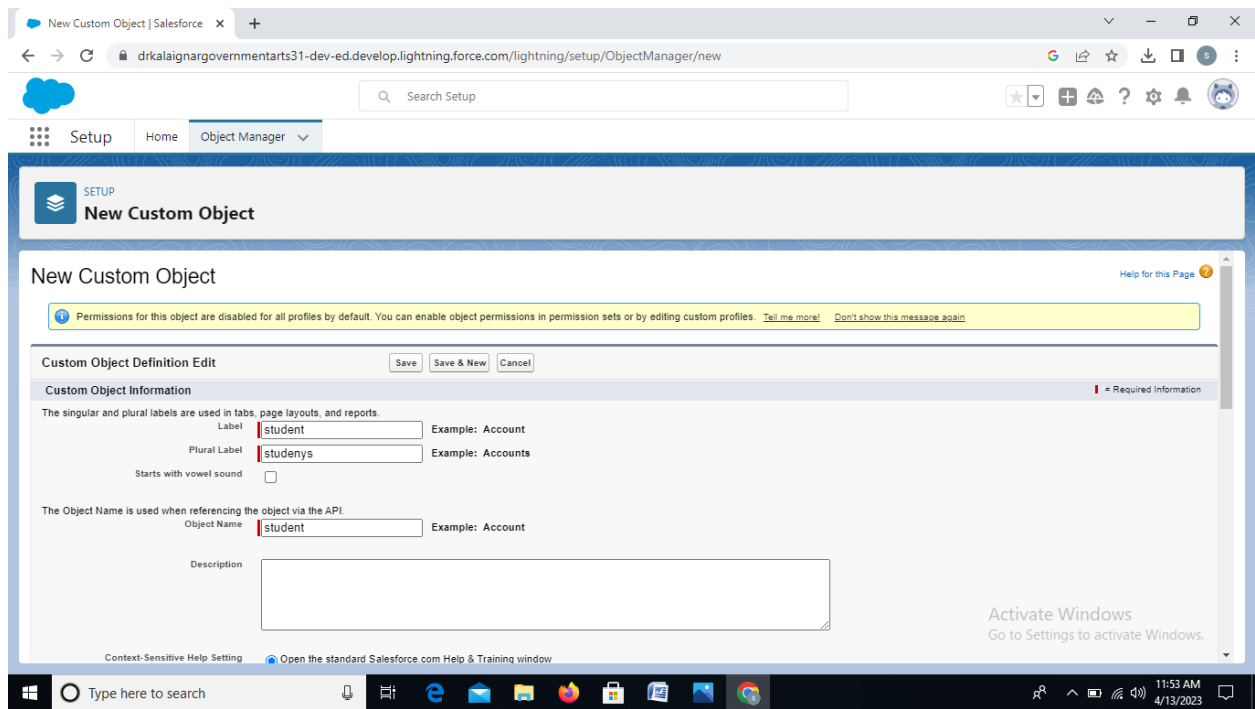 New Custom Object | Salesforce
drkalaignargovernmentarts31-dev-ed.develop.lightning.force.com/lightning/setup/ObjectManager/new
Search Setup
Setup Home Object Manager
SETUP
New Custom Object
New Custom Object
Help for this Page
Permissions for this object are disabled for all profiles by default. You can enable object permissions in permission sets or by editing custom profiles. Tell me more! Don't show this message again
Custom Object Definition Edit Save Save & New Cancel
Custom Object Information = Required Information
The singular and plural labels are used in tabs, page layouts, and reports.
Label student Example: Account
Plural Label studenys Example: Accounts
Starts with vowel sound
The Object Name is used when referencing the object via the API.
Object Name student Example: Account
Description
Activate Windows
Go to Settings to activate Windows.
Context-Sensitive Help Setting Open the standard Salesforce.com Help & Training window
Type here to search
11:53 AM
4/13/2023